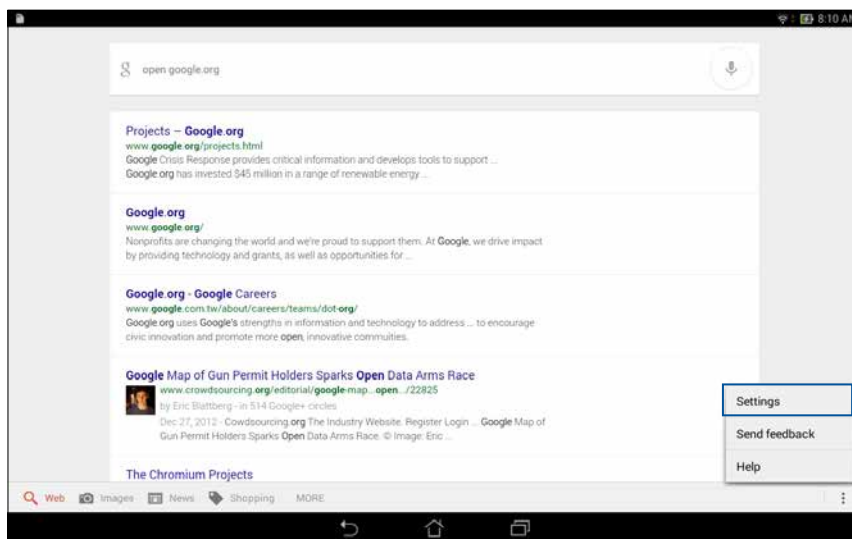 8:10 AM
g open google.org
Projects – Google.org
www.google.org/projects.html
Google Crisis Response provides critical information and develops tools to support ...
Google.org has invested $45 million in a range of renewable energy ...
Google.org
www.google.org/
Nonprofits are changing the world and we're proud to support them. At Google, we drive impact
by providing technology and grants, as well as opportunities for ...
Google.org - Google Careers
www.google.com.tw/about/careers/teams/dot-org/
Google.org uses Google's strengths in information and technology to address ... to encourage
civic innovation and promote more open, innovative commuities.
Google Map of Gun Permit Holders Sparks Open Data Arms Race
www.crowdsourcing.org/editorial/google-map...open.../22825
by Eric Blattberg - in 514 Google+ circles
Dec 27, 2012 - Cowdsourcing.org The Industry Website. Register Login ... Google Map of
Gun Permit Holders Sparks Open Data Arms Race. © Image: Eric ...
The Chromium Projects
Settings
Send feedback
Help
Web Images News Shopping MORE